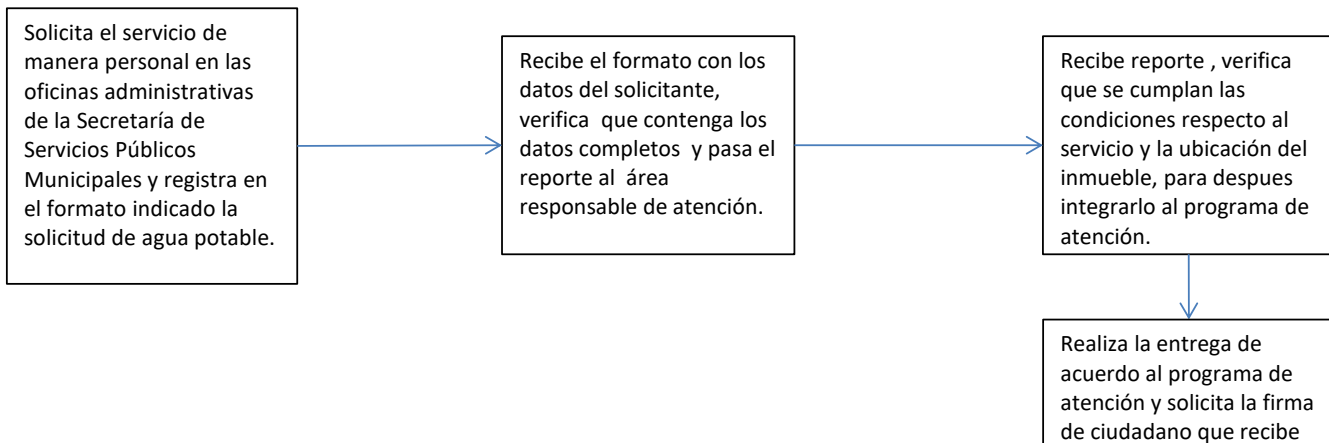 Solicita el servicio de
manera personal en las
oficinas administrativas
de la Secretaría de
Servicios Públicos
Municipales y registra en
el formato indicado la
solicitud de agua potable.
Recibe el formato con los
datos del solicitante,
verifica que contenga los
datos completos y pasa el
reporte al área
responsable de atención.
Recibe reporte , verifica
que se cumplan las
condiciones respecto al
servicio y la ubicación del
inmueble, para despues
integrarlo al programa de
atención.
Realiza la entrega de
acuerdo al programa de
atención y solicita la firma
de ciudadano que recibe